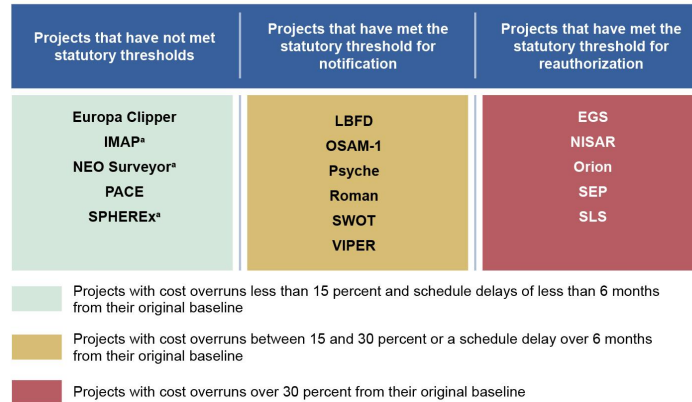 Projects that have not met
statutory thresholds
Projects that have met the
statutory threshold for
notification
Projects that have met the
statutory threshold for
reauthorization
Europa Clipper
IMAPᵃ
NEO Surveyorᵃ
PACE
SPHERExᵃ
LBFD
OSAM-1
Psyche
Roman
SWOT
VIPER
EGS
NISAR
Orion
SEP
SLS
Projects with cost overruns less than 15 percent and schedule delays of less than 6 months
from their original baseline
Projects with cost overruns between 15 and 30 percent or a schedule delay over 6 months
from their original baseline
Projects with cost overruns over 30 percent from their original baseline